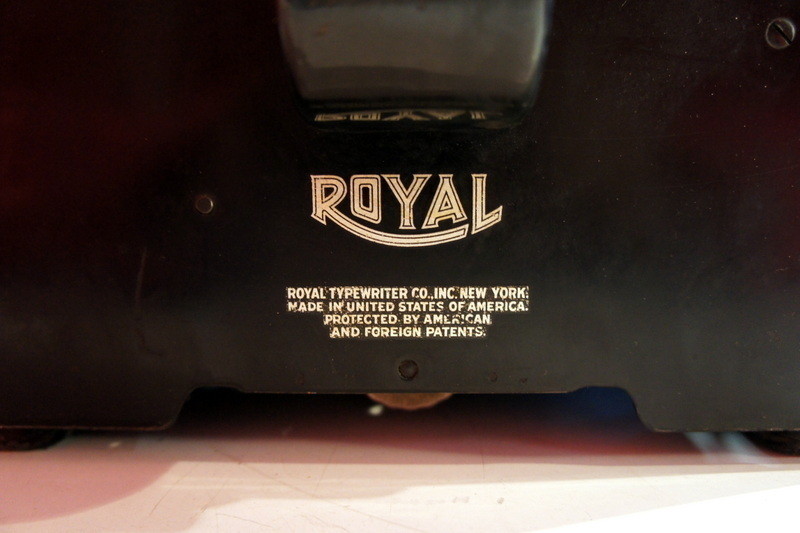 ROYAL
ROYAL TYPEWRITER CO., INC. NEW YORK.
MADE IN UNITED STATES OF AMERICA.
PROTECTED BY AMERICAN
AND FOREIGN PATENTS.